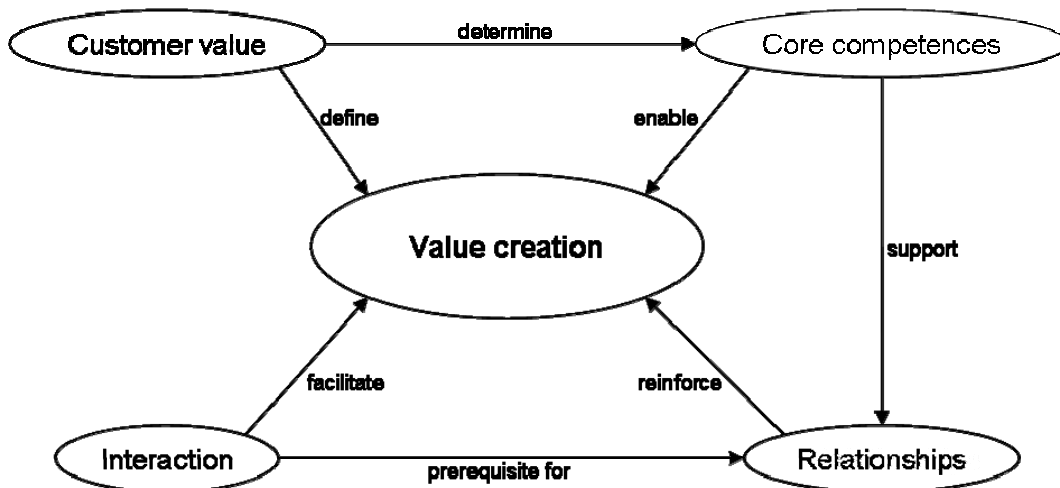 Customer value
determine
Core competences
define
enable
Value creation
support
facilitate
reinforce
Interaction
prerequisite for
Relationships